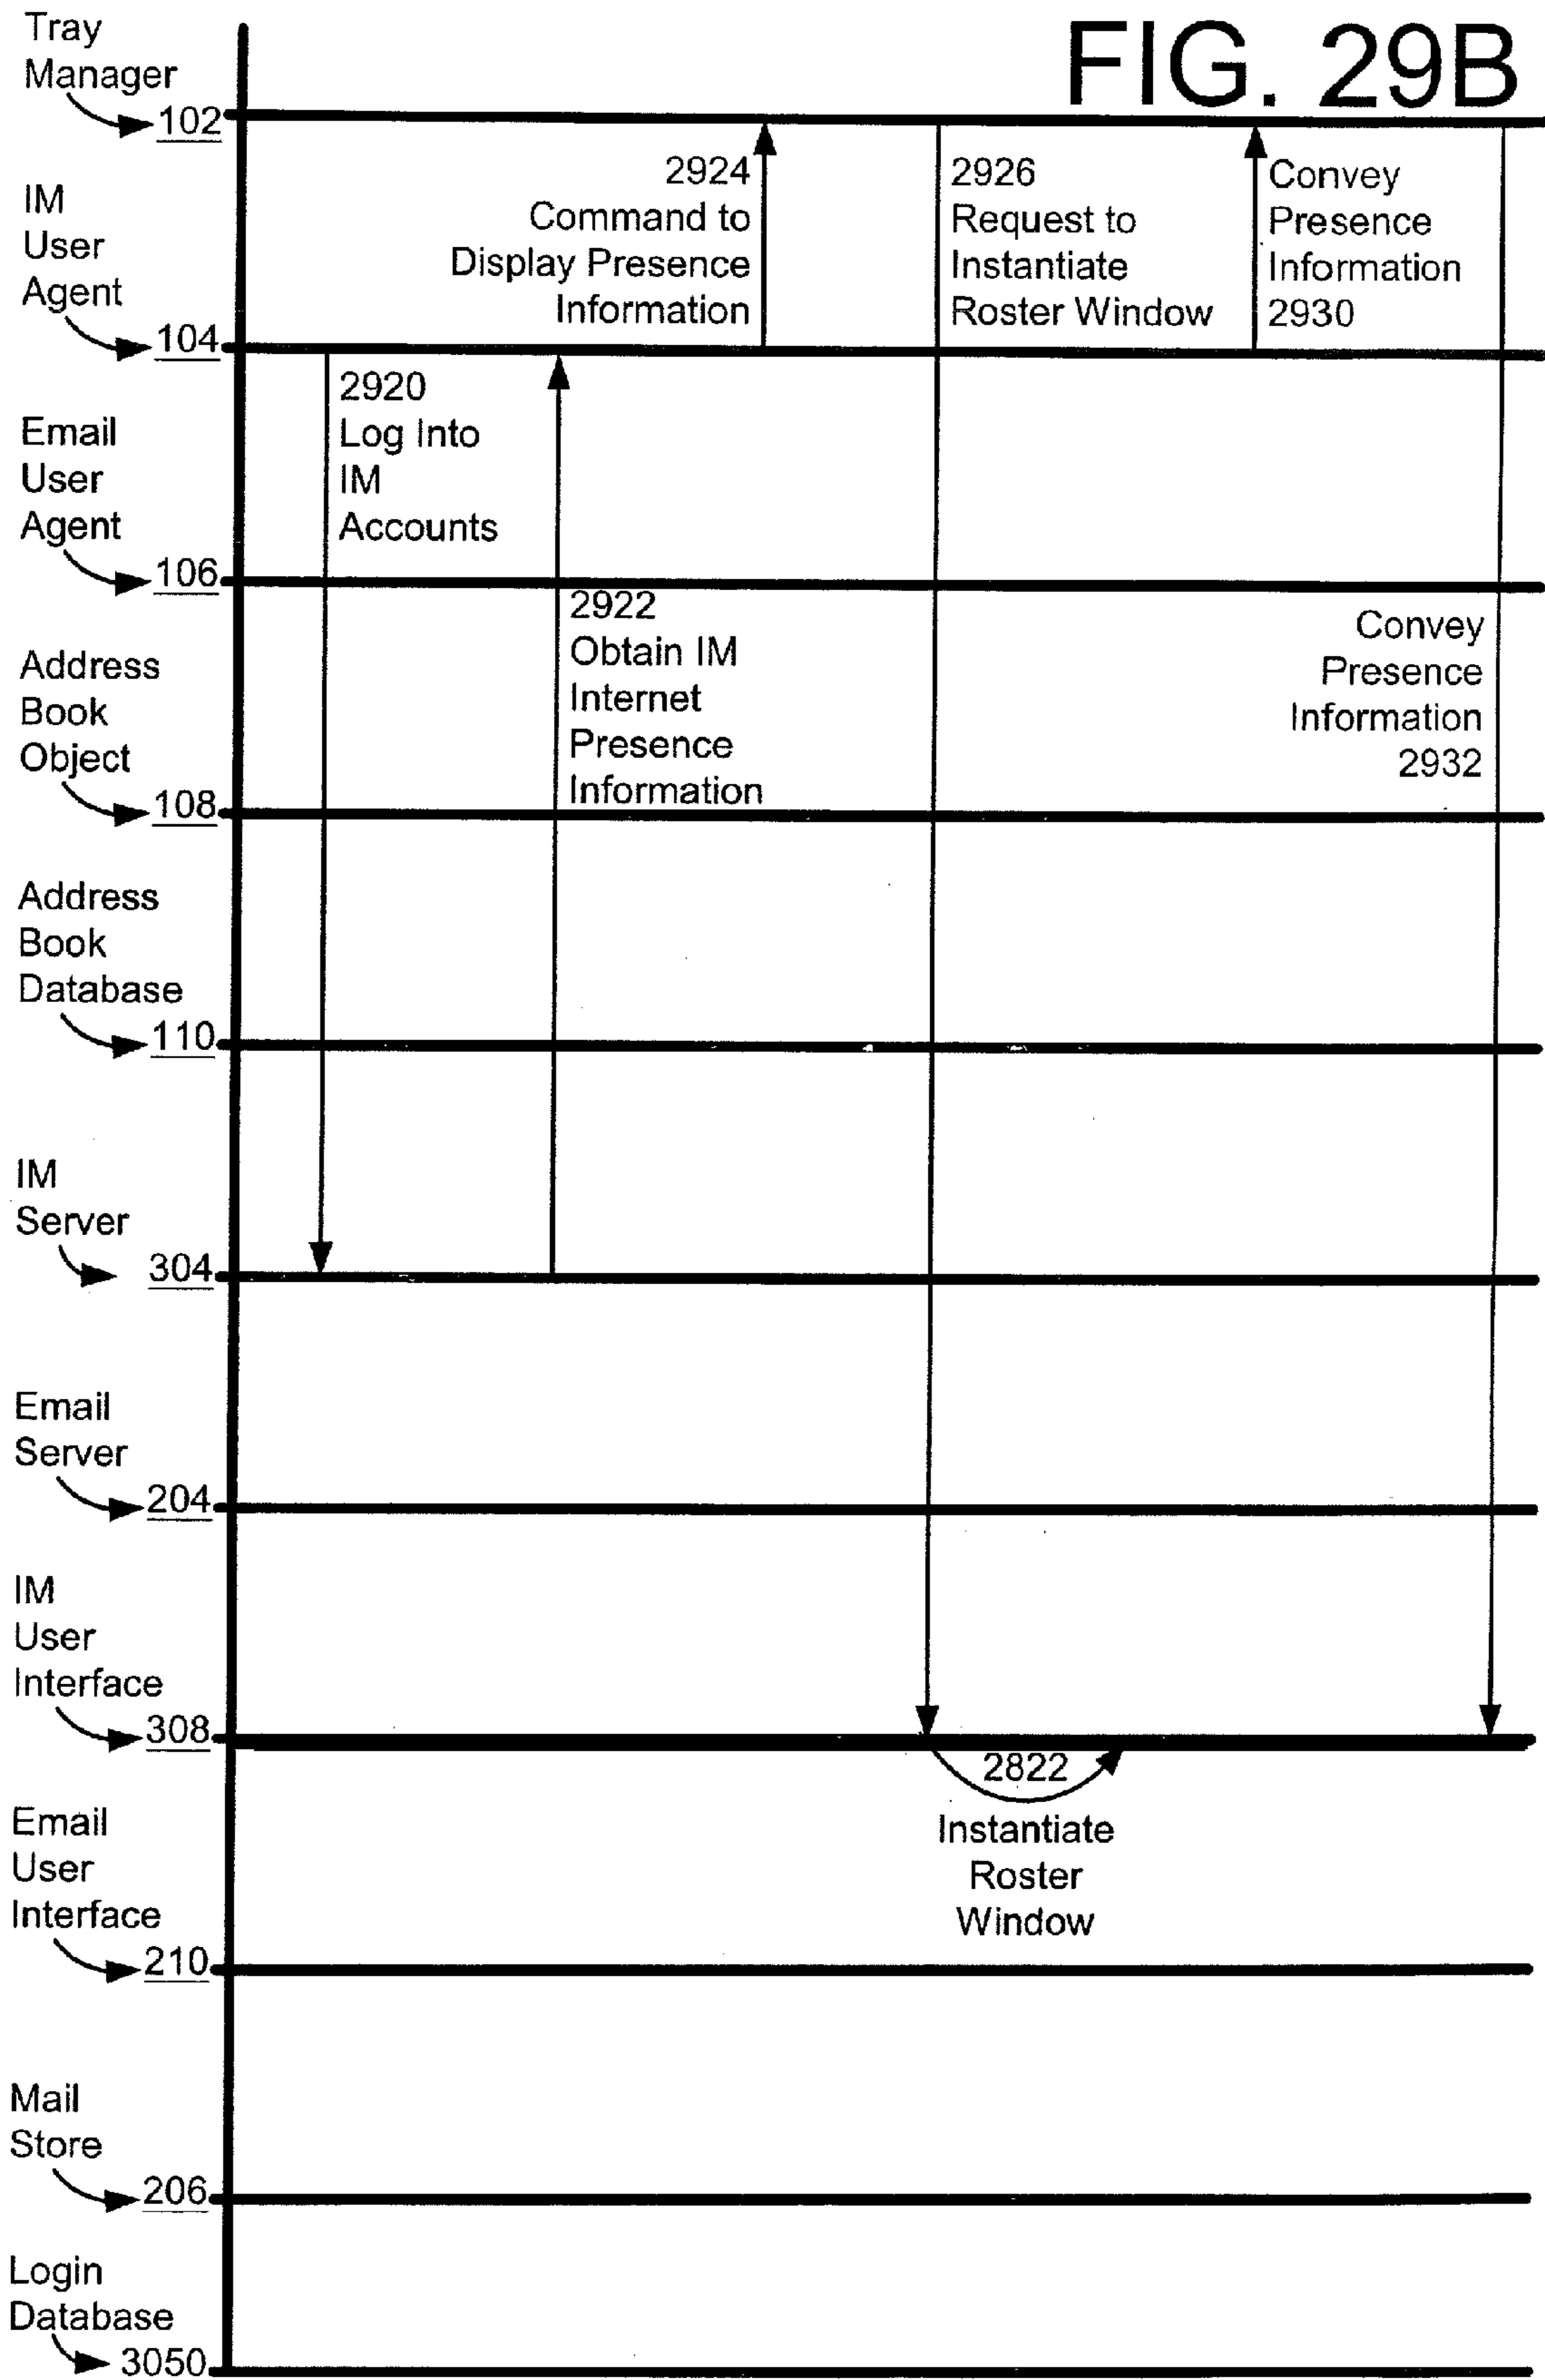 FIG. 29B
Tray
Manager
102
IM
User
Agent
104
Email
User
Agent
106
Address
Book
Object
108
Address
Book
Database
110
IM
Server
304
Email
Server
204
IM
User
Interface
308
Email
User
Interface
210
Mail
Store
206
Login
Database
3050
2920
Log Into
IM
Accounts
2922
Obtain IM
Internet
Presence
Information
2924
Command to
Display Presence
Information
2926
Request to
Instantiate
Roster Window
2822
Instantiate
Roster
Window
Convey
Presence
Information
2930
Convey
Presence
Information
2932